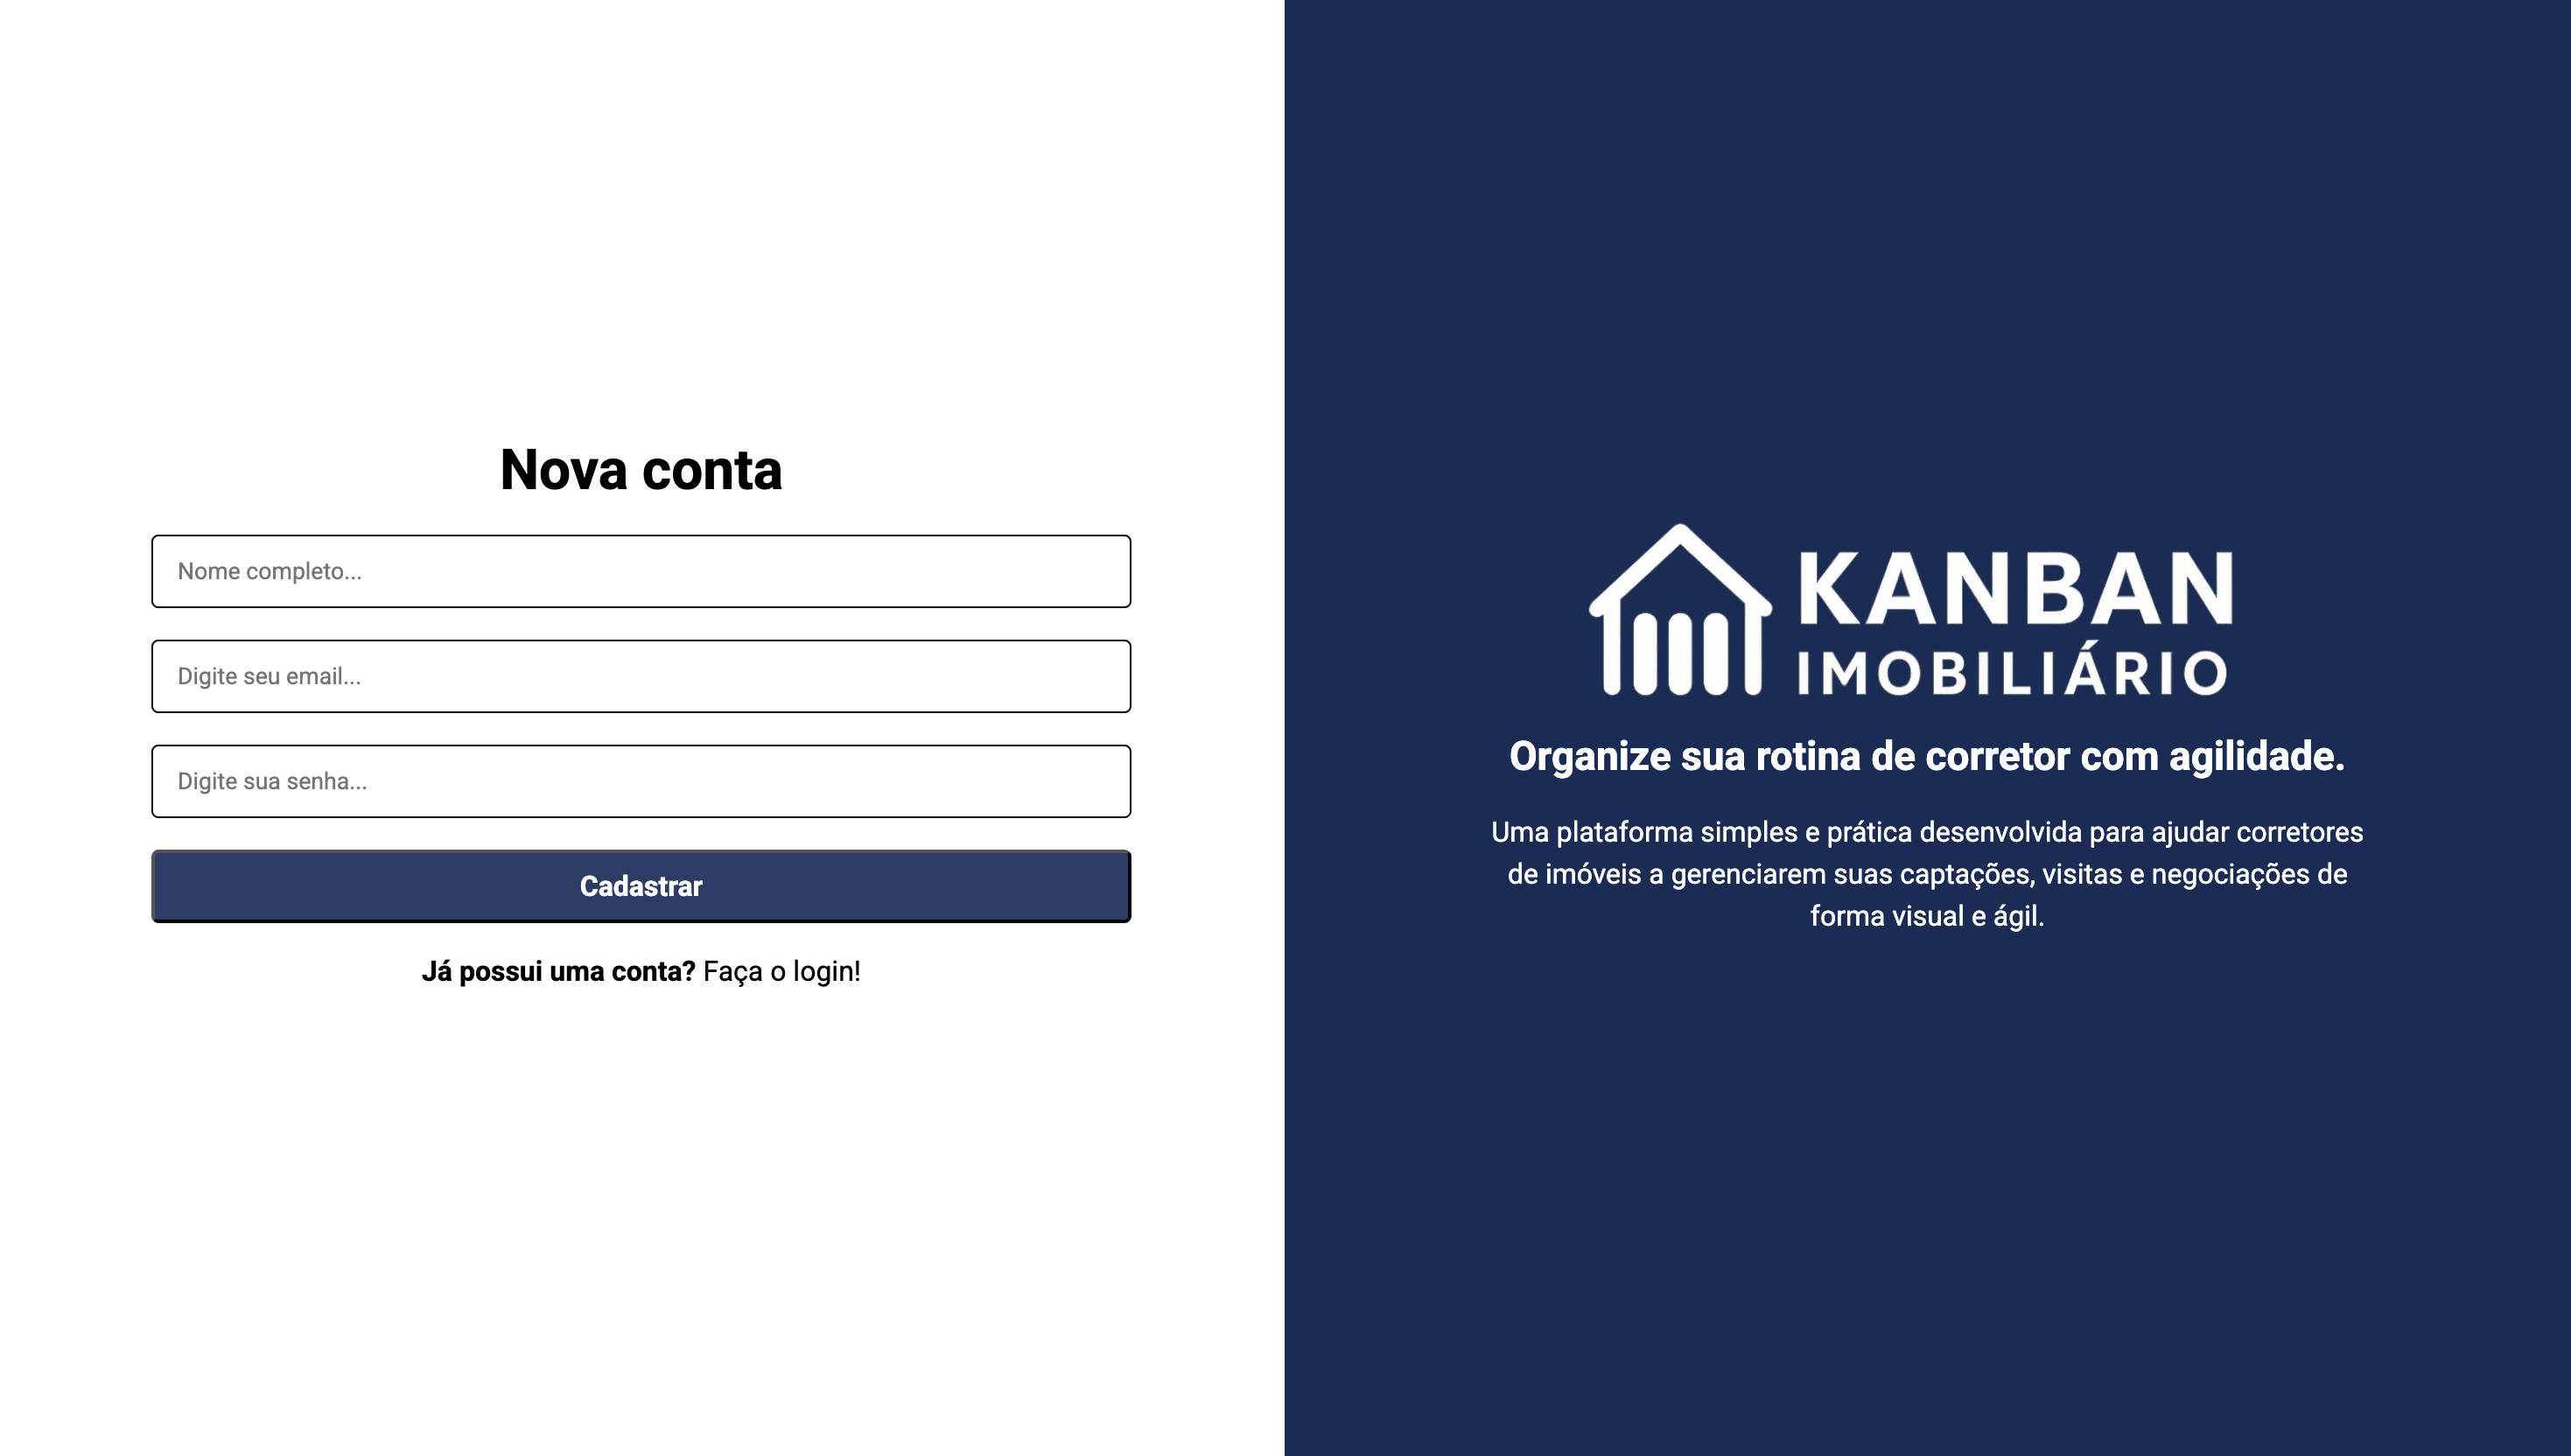 Nova conta
Nome completo...
Digite seu email...
Digite sua senha...
Cadastrar
Já possui uma conta? Faça o login!
KANBAN
IMOBILIÁRIO
Organize sua rotina de corretor com agilidade.
Uma plataforma simples e prática desenvolvida para ajudar corretores
de imóveis a gerenciarem suas captações, visitas e negociações de
forma visual e ágil.